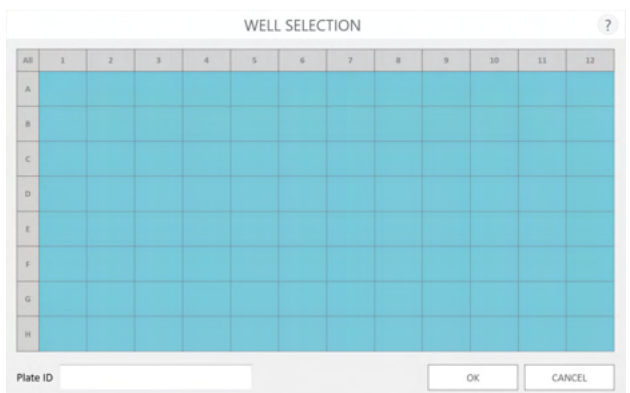 WELL SELECTION ?
All 1 2 3 4 5 6 7 8 9 10 11 12
A
B
C
D
E
F
G
H
Plate ID OK CANCEL